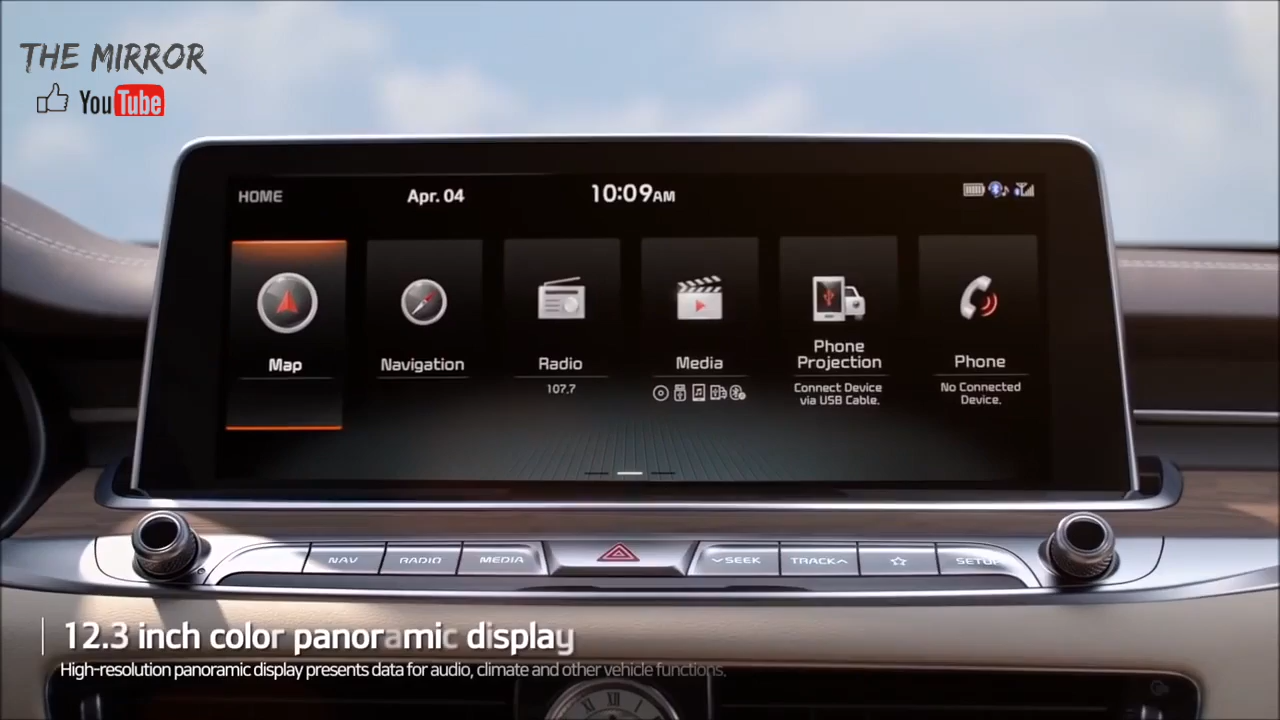 THE MIRROR
YouTube
HOME
Apr. 04
10:09AM
Map
Navigation
Radio
107.7
Media
Phone
Projection
Connect Device
via USB Cable.
Phone
No Connected
Device.
NAV
RADIO
MEDIA
SEEK
TRACK
SETUP
12.3 inch color panoramic display
High-resolution panoramic display presents data for audio, climate and other vehicle functions.
XII